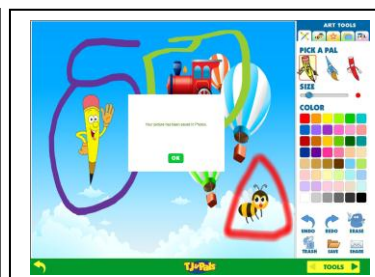 ART TOOLS
PICK A PAL
SIZE
COLOR
OK
UNDO
REDO
ERASE
TRASH
SAVE
SHARE
TJ & Pals
TOOLS